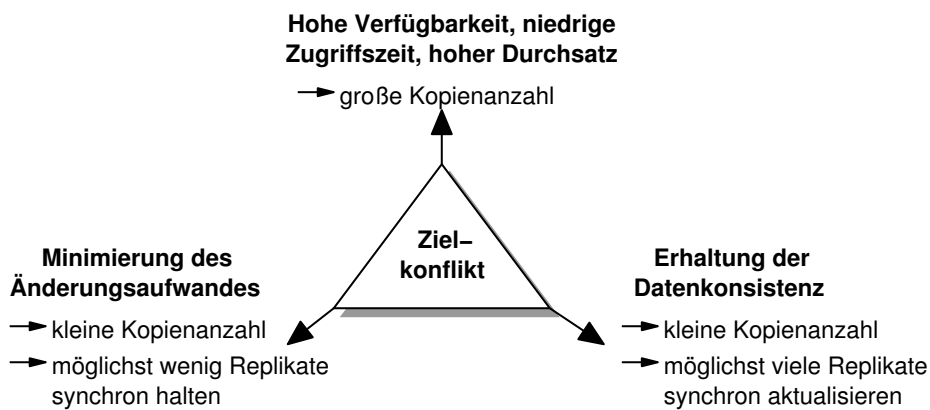 Hohe Verfügbarkeit, niedrige
Zugriffszeit, hoher Durchsatz
große Kopienanzahl
Ziel–
konflikt
Minimierung des
Änderungsaufwandes
kleine Kopienanzahl
möglichst wenig Replikate
synchron halten
Erhaltung der
Datenkonsistenz
kleine Kopienanzahl
möglichst viele Replikate
synchron aktualisieren